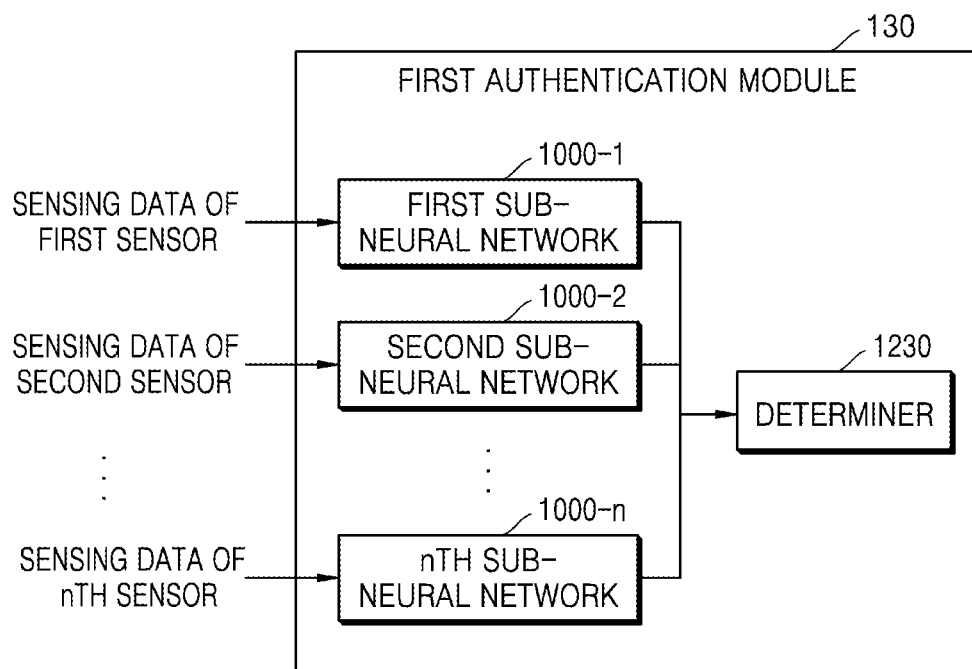 130
FIRST AUTHENTICATION MODULE
1000-1
SENSING DATA OF
FIRST SENSOR
FIRST SUB-
NEURAL NETWORK
1000-2
SENSING DATA OF
SECOND SENSOR
SECOND SUB-
NEURAL NETWORK
1230
DETERMINER
1000-n
SENSING DATA OF
nTH SENSOR
nTH SUB-
NEURAL NETWORK